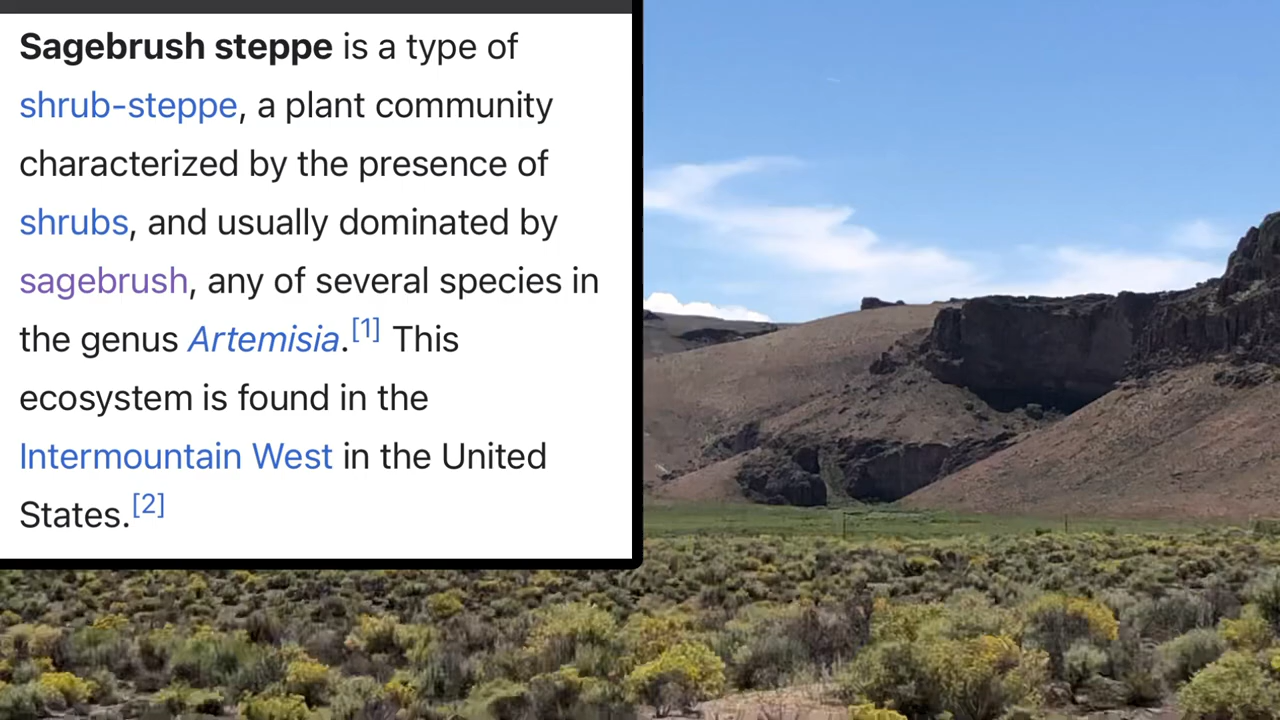 Sagebrush steppe is a type of
shrub-steppe, a plant community
characterized by the presence of
shrubs, and usually dominated by
sagebrush, any of several species in
the genus Artemisia.[1] This
ecosystem is found in the
Intermountain West in the United
States.[2]